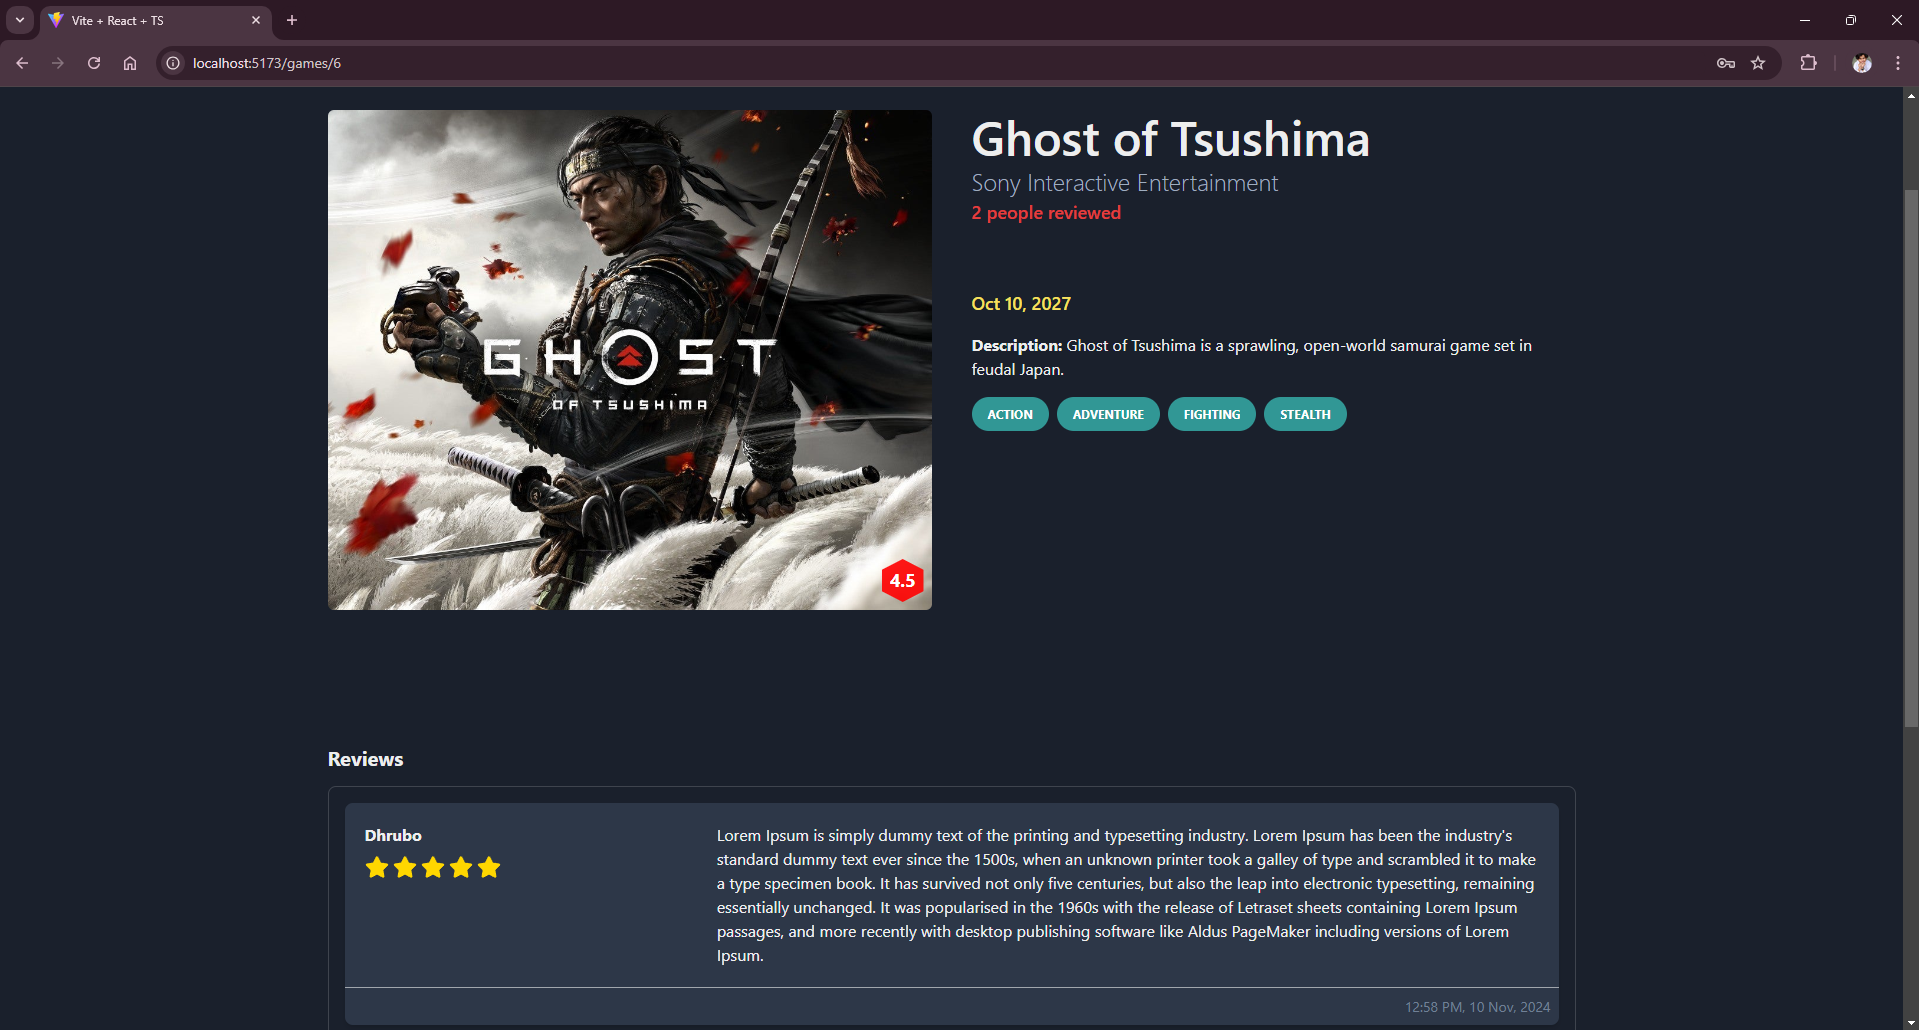 Vite + React + TS
localhost:5173/games/6
Ghost of Tsushima
Sony Interactive Entertainment
2 people reviewed
Oct 10, 2027
Description: Ghost of Tsushima is a sprawling, open-world samurai game set in
feudal Japan.
ACTION ADVENTURE FIGHTING STEALTH
GHOST
OF TSUSHIMA
4.5
Reviews
Dhrubo
Lorem Ipsum is simply dummy text of the printing and typesetting industry. Lorem Ipsum has been the industry's
standard dummy text ever since the 1500s, when an unknown printer took a galley of type and scrambled it to make
a type specimen book. It has survived not only five centuries, but also the leap into electronic typesetting, remaining
essentially unchanged. It was popularised in the 1960s with the release of Letraset sheets containing Lorem Ipsum
passages, and more recently with desktop publishing software like Aldus PageMaker including versions of Lorem
Ipsum.
12:58 PM, 10 Nov, 2024